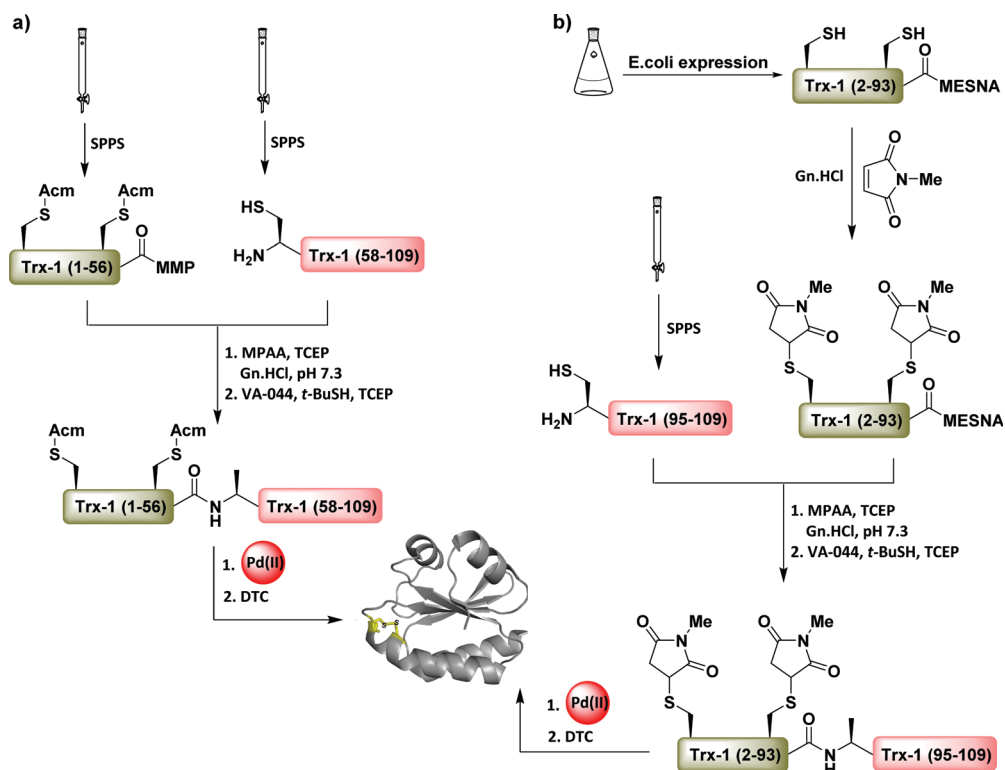 a)
SPPS
SPPS
Acm
S
Acm
S
O
MMP
Trx-1 (1-56)
HS
H2N
Trx-1 (58-109)
1. MPAA, TCEP
Gn.HCl, pH 7.3
2. VA-044, t-BuSH, TCEP
Acm
S
Acm
S
O
N
H
Trx-1 (1-56)
Trx-1 (58-109)
1. Pd(II)
2. DTC
S
S
b)
E.coli expression
SH
SH
O
MESNA
Trx-1 (2-93)
Gn.HCl
O
N
Me
O
SPPS
HS
H2N
Trx-1 (95-109)
Me
O
N
O
S
Me
O
N
O
S
O
MESNA
Trx-1 (2-93)
1. MPAA, TCEP
Gn.HCl, pH 7.3
2. VA-044, t-BuSH, TCEP
Me
O
N
O
S
Me
O
N
O
S
O
N
H
Trx-1 (2-93)
Trx-1 (95-109)
1. Pd(II)
2. DTC